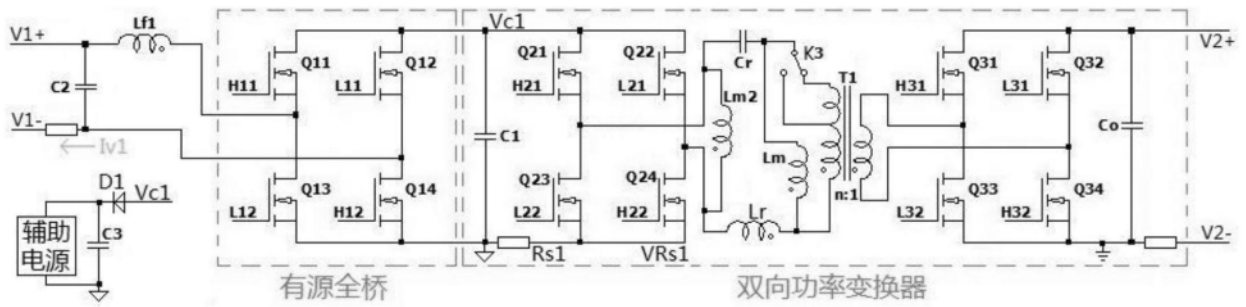 V1+
Lf1
C2
V1-
Iv1
D1
Vc1
C3
辅助
电源
Q11
Q12
H11
L11
Q13
Q14
L12
H12
有源全桥
Vc1
C1
Q21
Q22
H21
L21
Q23
Q24
L22
H22
Rs1
VRs1
Cr
K3
Lm2
Lm
Lr
T1
n:1
Q31
Q32
H31
L31
Q33
Q34
L32
H32
Co
V2+
V2-
双向功率变换器